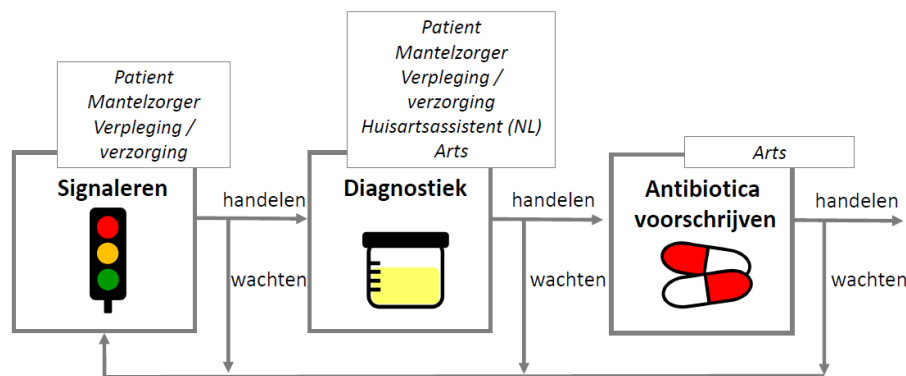 Patient
Mantelzorger
Verpleging /
verzorging
Signaleren
handelen
wachten
Patient
Mantelzorger
Verpleging /
verzorging
Huisartsassistent (NL)
Arts
Diagnostiek
handelen
wachten
Arts
Antibiotica
voorschrijven
handelen
wachten